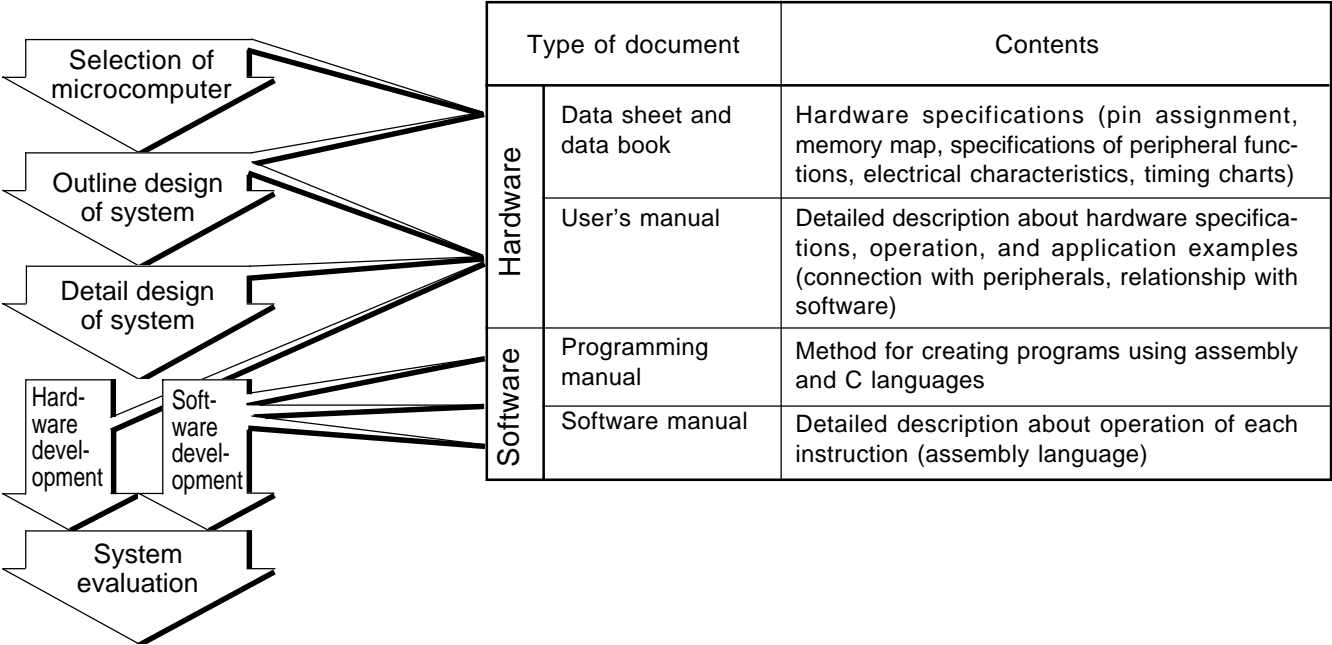 Selection of
microcomputer
Outline design
of system
Detail design
of system
Hard-
ware
devel-
opment
Soft-
ware
devel-
opment
System
evaluation
Type of document
Contents
Hardware
Data sheet and
data book
Hardware specifications (pin assignment,
memory map, specifications of peripheral func-
tions, electrical characteristics, timing charts)
User's manual
Detailed description about hardware specifica-
tions, operation, and application examples
(connection with peripherals, relationship with
software)
Software
Programming
manual
Method for creating programs using assembly
and C languages
Software manual
Detailed description about operation of each
instruction (assembly language)